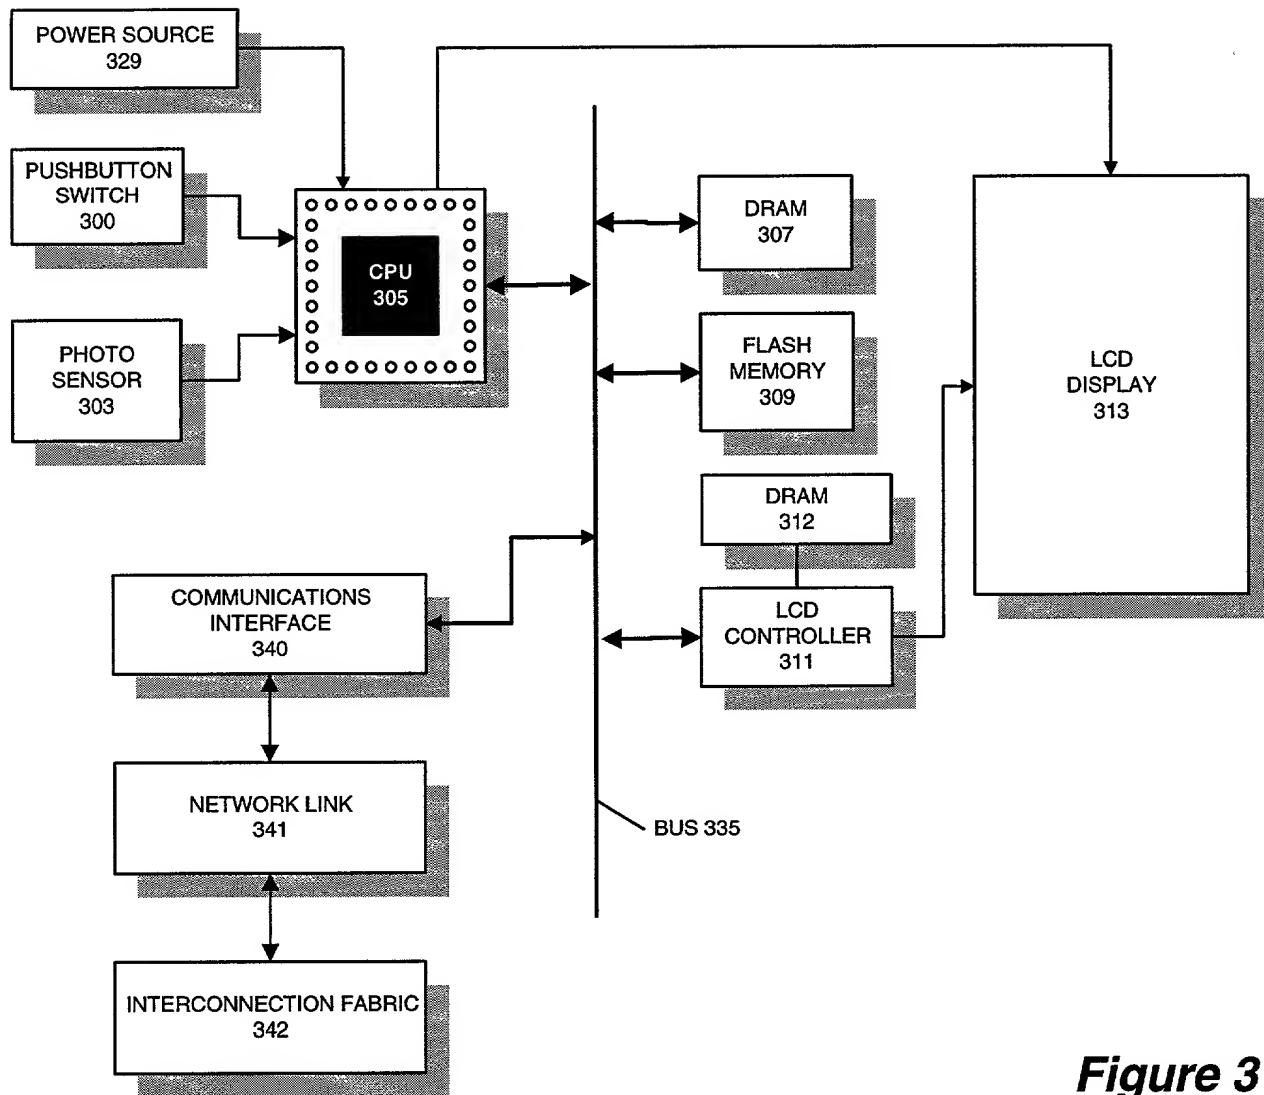 POWER SOURCE
329
PUSHBUTTON
SWITCH
300
PHOTO
SENSOR
303
CPU
305
DRAM
307
FLASH
MEMORY
309
DRAM
312
LCD
CONTROLLER
311
LCD
DISPLAY
313
COMMUNICATIONS
INTERFACE
340
NETWORK LINK
341
INTERCONNECTION FABRIC
342
BUS 335
Figure 3